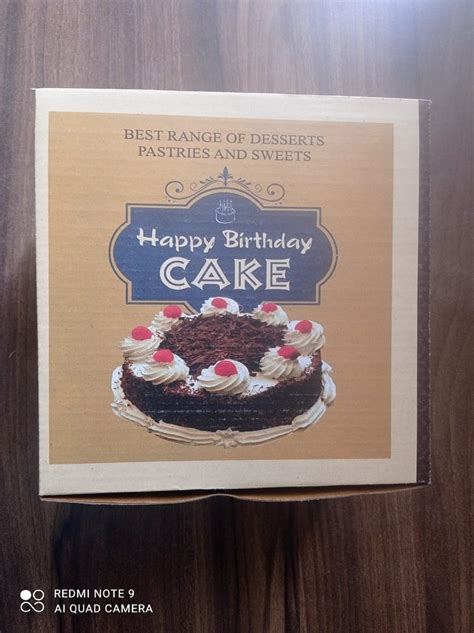 BEST RANGE OF DESSERTS
PASTRIES AND SWEETS
Happy Birthday
CAKE
REDMI NOTE 9
AI QUAD CAMERA